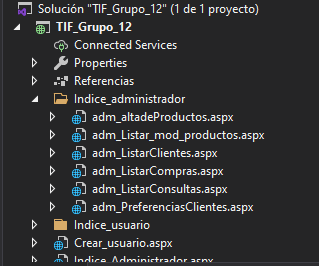 Solución "TIF_Grupo_12" (1 de 1 proyecto)
TIF_Grupo_12
Connected Services
Properties
Referencias
Indice_administrador
adm_altadeProductos.aspx
adm_Listar_mod_productos.aspx
adm_ListarClientes.aspx
adm_ListarCompras.aspx
adm_ListarConsultas.aspx
adm_PreferenciasClientes.aspx
Indice_usuario
Crear_usuario.aspx
Indice_Administrador.aspx